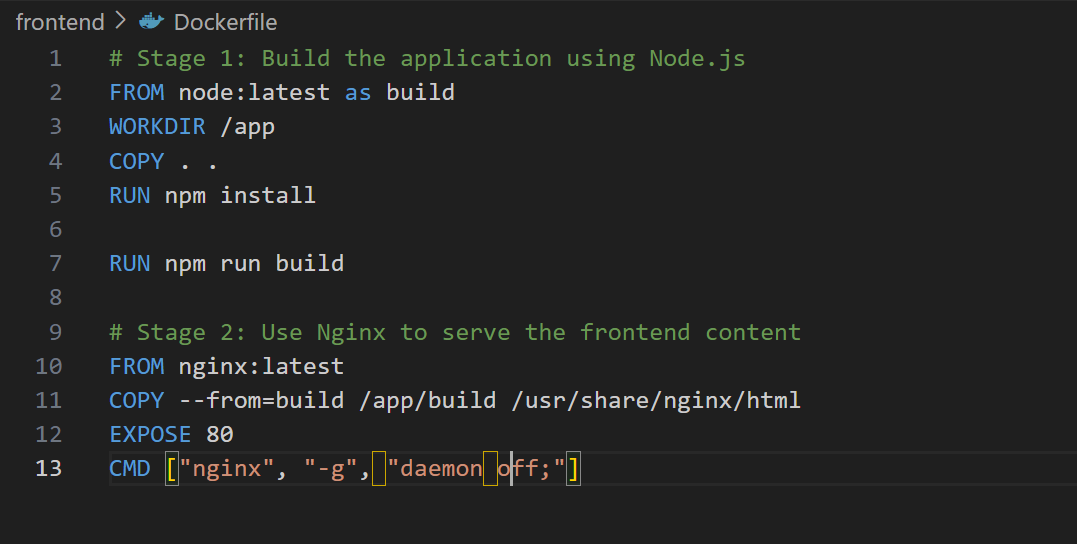 frontend > Dockerfile
1 # Stage 1: Build the application using Node.js
2 FROM node:latest as build
3 WORKDIR /app
4 COPY . .
5 RUN npm install
6
7 RUN npm run build
8
9 # Stage 2: Use Nginx to serve the frontend content
10 FROM nginx:latest
11 COPY --from=build /app/build /usr/share/nginx/html
12 EXPOSE 80
13 CMD ["nginx", "-g", "daemon off;"]